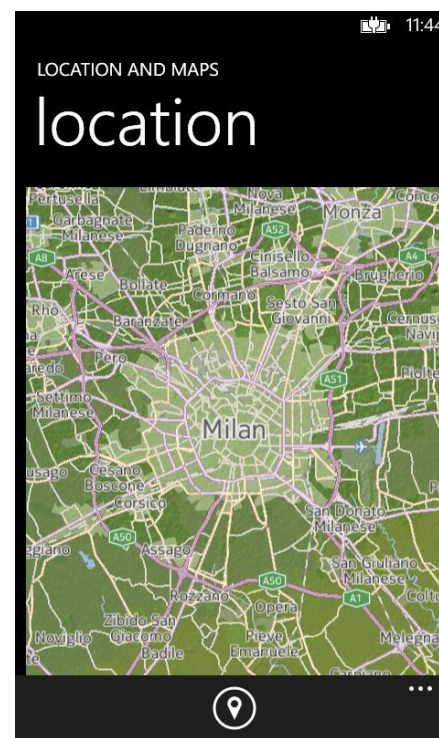 11:44
LOCATION AND MAPS
location
Pertusella
Nova
Milanese
Monza
Garbagnate
Milanese
Paderno
Dugnano
A52
A8
Cinisello
Balsamo
A4
Arese
Bollate
Brugherio
Cormano
Sesto San
Giovanni
Rho
Baranzate
Pero
A51
Settimo
Milanese
Milan
Cesano
Boscone
Corsico
San Donato
Milanese
A50
Assago
San Giuliano
Milanese
Rozzano
A50
Opera
A1
Zibido San
Giacomo
Noviglio
Badile
Pieve
Emanuele